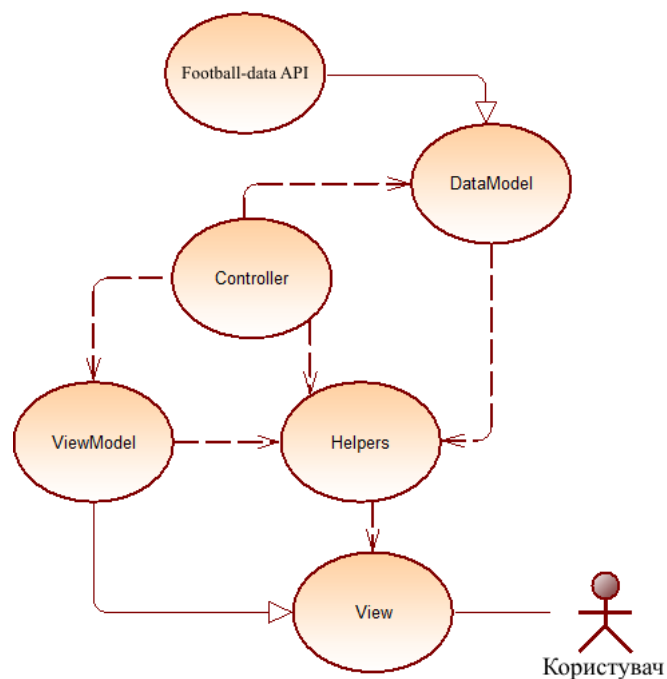 Football-data API
DataModel
Controller
ViewModel
Helpers
View
Користувач